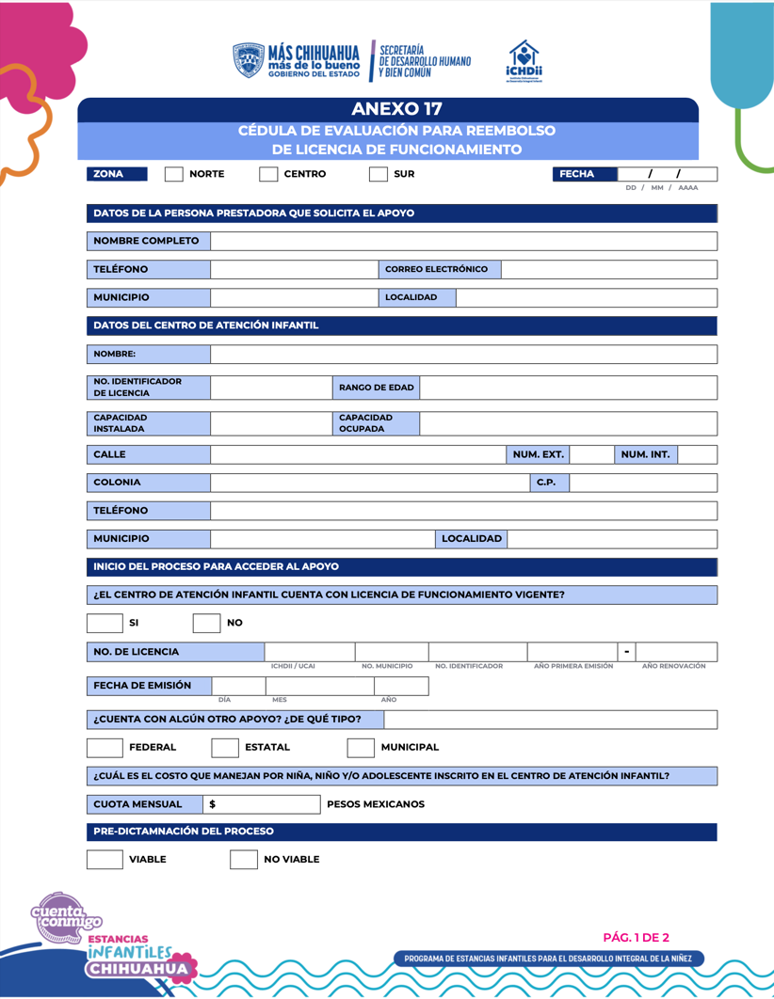 MÁS CHIHUAHUA
más de lo bueno
GOBIERNO DEL ESTADO
SECRETARÍA
DE DESARROLLO HUMANO
Y BIEN COMÚN
iCHDii
ANEXO 17
CÉDULA DE EVALUACIÓN PARA REEMBOLSO
DE LICENCIA DE FUNCIONAMIENTO
ZONA NORTE CENTRO SUR FECHA / /
DD / MM / AAAA
DATOS DE LA PERSONA PRESTADORA QUE SOLICITA EL APOYO
NOMBRE COMPLETO
TELÉFONO CORREO ELECTRÓNICO
MUNICIPIO LOCALIDAD
DATOS DEL CENTRO DE ATENCIÓN INFANTIL
NOMBRE:
NO. IDENTIFICADOR
DE LICENCIA
RANGO DE EDAD
CAPACIDAD
INSTALADA
CAPACIDAD
OCUPADA
CALLE NUM. EXT. NUM. INT.
COLONIA C.P.
TELÉFONO
MUNICIPIO LOCALIDAD
INICIO DEL PROCESO PARA ACCEDER AL APOYO
¿EL CENTRO DE ATENCIÓN INFANTIL CUENTA CON LICENCIA DE FUNCIONAMIENTO VIGENTE?
SI NO
NO. DE LICENCIA -
ICHDII / UCAI NO. MUNICIPIO NO. IDENTIFICADOR AÑO PRIMERA EMISIÓN AÑO RENOVACIÓN
FECHA DE EMISIÓN
DÍA MES AÑO
¿CUENTA CON ALGÚN OTRO APOYO? ¿DE QUÉ TIPO?
FEDERAL ESTATAL MUNICIPAL
¿CUÁL ES EL COSTO QUE MANEJAN POR NIÑA, NIÑO Y/O ADOLESCENTE INSCRITO EN EL CENTRO DE ATENCIÓN INFANTIL?
CUOTA MENSUAL $ PESOS MEXICANOS
PRE-DICTAMNACIÓN DEL PROCESO
VIABLE NO VIABLE
cuenta
conmigo
ESTANCIAS
iNFANTiLES
CHIHUAHUA
PÁG. 1 DE 2
PROGRAMA DE ESTANCIAS INFANTILES PARA EL DESARROLLO INTEGRAL DE LA NIÑEZ